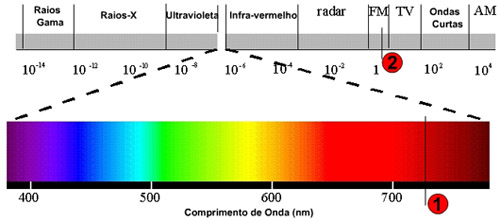 Raios Gama
Raios-X
Ultravioleta
Infra-vermelho
radar
FM
TV
Ondas Curtas
AM
10⁻¹⁴
10⁻¹²
10⁻¹⁰
10⁻⁸
10⁻⁶
10⁻⁴
10⁻²
1
10²
10⁴
2
400
500
600
700
1
Comprimento de Onda (nm)